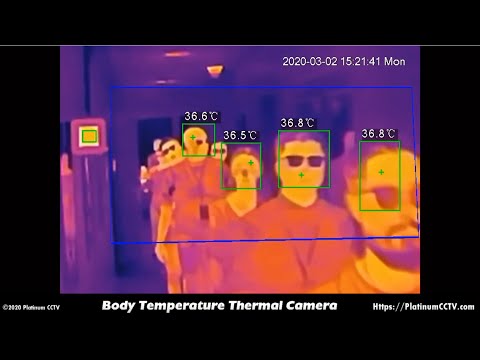 2020-03-02 15:21:41 Mon
36.6℃
36.5℃
36.8℃
36.8℃
©2020 Platinum CCTV
Body Temperature Thermal Camera
Https://PlatinumCCTV.com